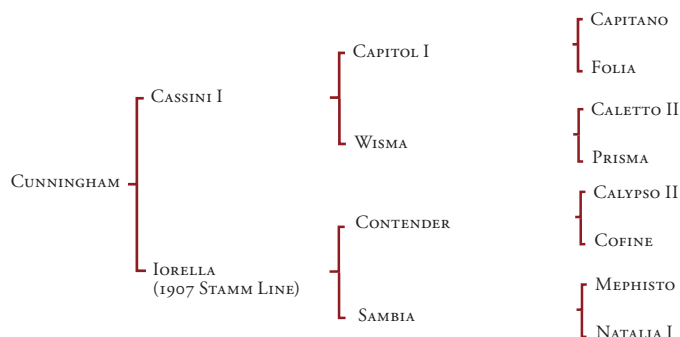 Capitano
Capitol I
Folia
Cassini I
Caletto II
Wisma
Prisma
Cunningham
Calypso II
Contender
Cofine
Iorella
(1907 Stamm Line)
Mephisto
Sambia
Natalia I